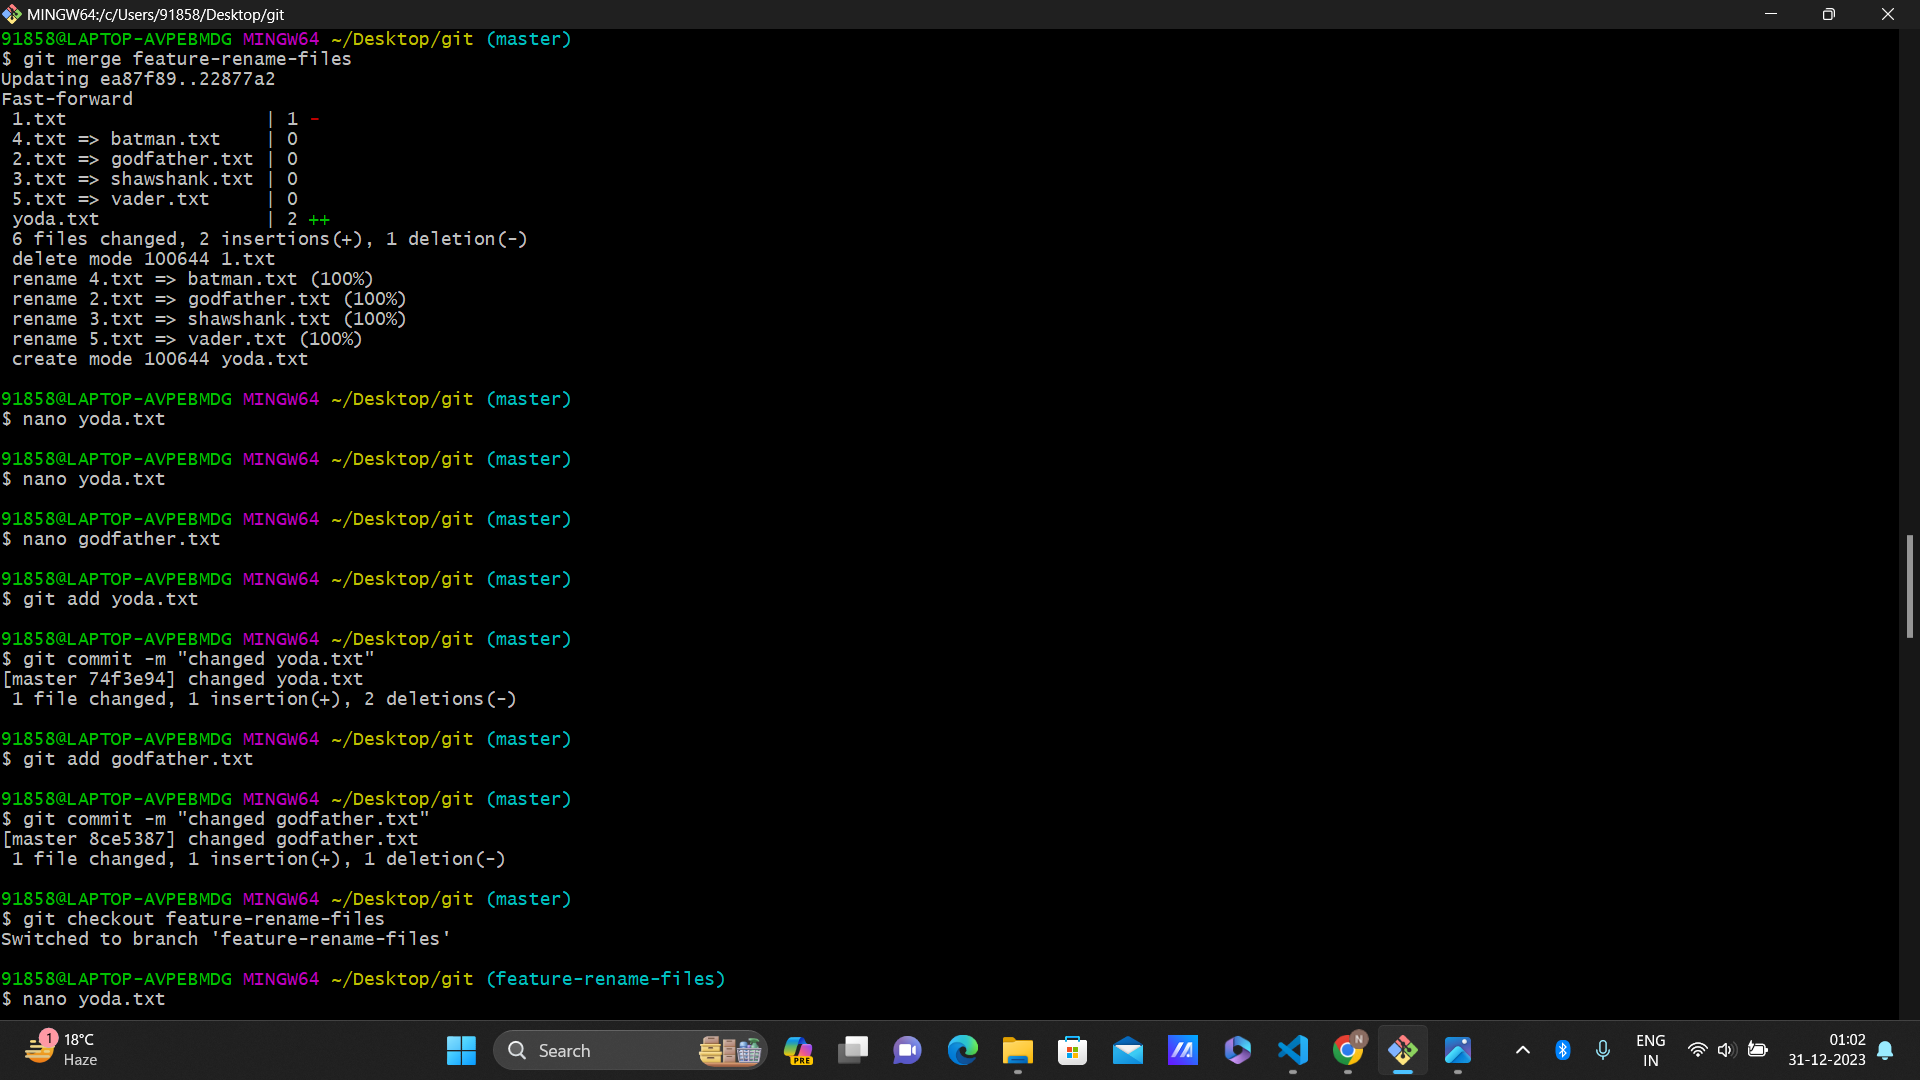 MINGW64:/c/Users/91858/Desktop/git
91858@LAPTOP-AVPEBMDG MINGW64 ~/Desktop/git (master)
$ git merge feature-rename-files
Updating ea87f89..22877a2
Fast-forward
 1.txt                   | 1 -
 4.txt => batman.txt     | 0
 2.txt => godfather.txt | 0
 3.txt => shawshank.txt | 0
 5.txt => vader.txt      | 0
 yoda.txt                | 2 ++
 6 files changed, 2 insertions(+), 1 deletion(-)
 delete mode 100644 1.txt
 rename 4.txt => batman.txt (100%)
 rename 2.txt => godfather.txt (100%)
 rename 3.txt => shawshank.txt (100%)
 rename 5.txt => vader.txt (100%)
 create mode 100644 yoda.txt
91858@LAPTOP-AVPEBMDG MINGW64 ~/Desktop/git (master)
$ nano yoda.txt
91858@LAPTOP-AVPEBMDG MINGW64 ~/Desktop/git (master)
$ nano yoda.txt
91858@LAPTOP-AVPEBMDG MINGW64 ~/Desktop/git (master)
$ nano godfather.txt
91858@LAPTOP-AVPEBMDG MINGW64 ~/Desktop/git (master)
$ git add yoda.txt
91858@LAPTOP-AVPEBMDG MINGW64 ~/Desktop/git (master)
$ git commit -m "changed yoda.txt"
[master 74f3e94] changed yoda.txt
 1 file changed, 1 insertion(+), 2 deletions(-)
91858@LAPTOP-AVPEBMDG MINGW64 ~/Desktop/git (master)
$ git add godfather.txt
91858@LAPTOP-AVPEBMDG MINGW64 ~/Desktop/git (master)
$ git commit -m "changed godfather.txt"
[master 8ce5387] changed godfather.txt
 1 file changed, 1 insertion(+), 1 deletion(-)
91858@LAPTOP-AVPEBMDG MINGW64 ~/Desktop/git (master)
$ git checkout feature-rename-files
Switched to branch 'feature-rename-files'
91858@LAPTOP-AVPEBMDG MINGW64 ~/Desktop/git (feature-rename-files)
$ nano yoda.txt
1
18°C
Haze
Search
PRE
N
ENG
IN
01:02
31-12-2023